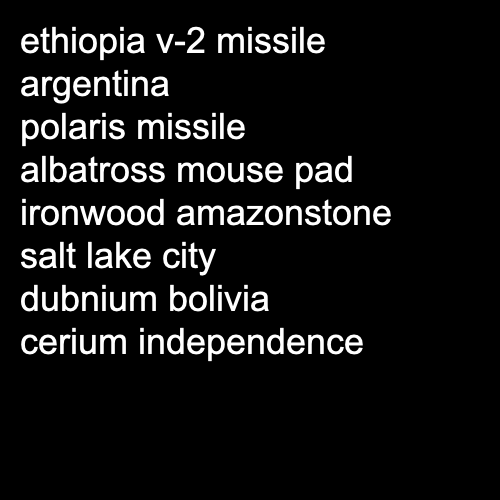 ethiopia v-2 missile
argentina
polaris missile
albatross mouse pad
ironwood amazonstone
salt lake city
dubnium bolivia
cerium independence